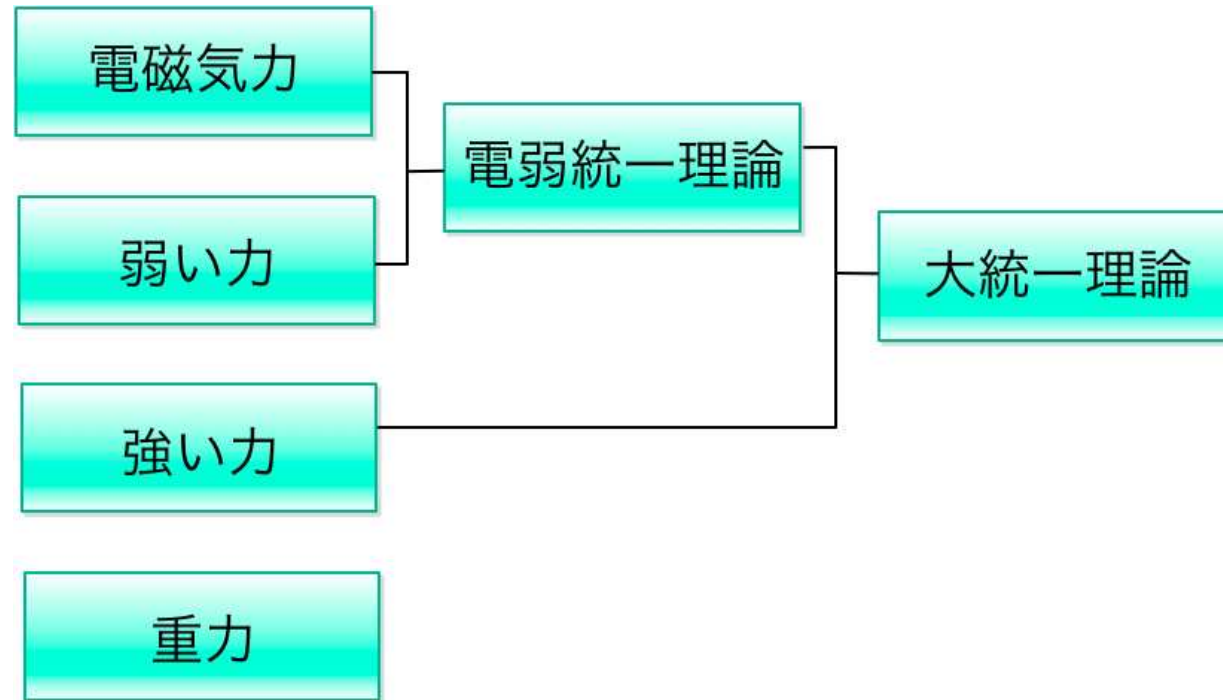 電磁気力
電弱統一理論
弱い力
大統一理論
強い力
重力